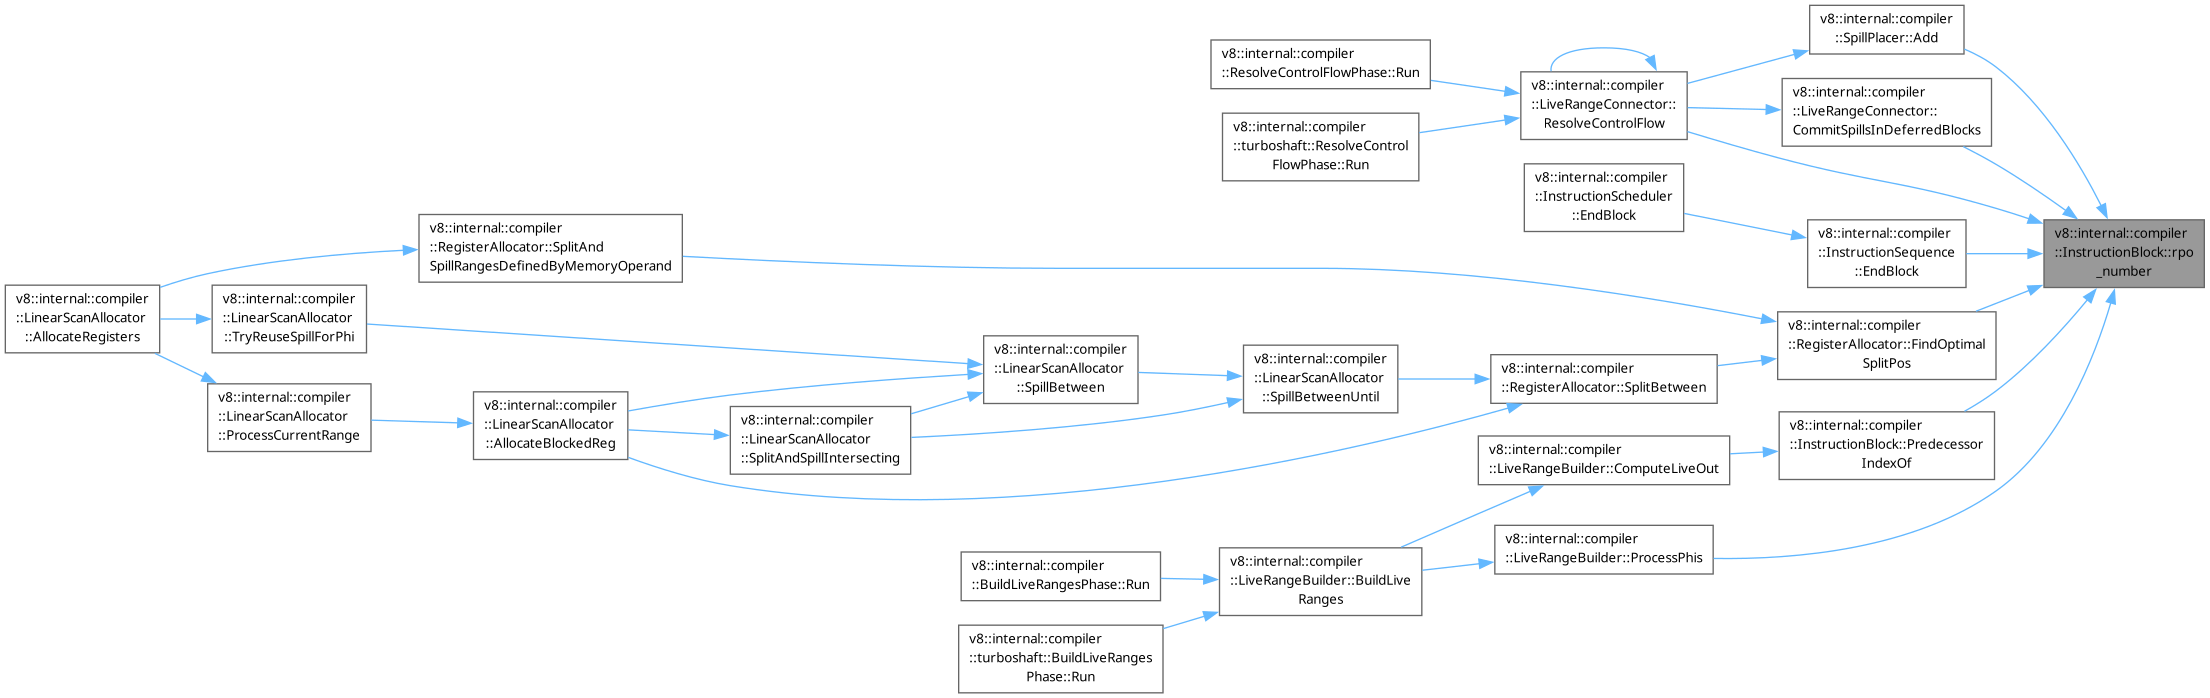 v8::internal::compiler
::SpillPlacer::Add
v8::internal::compiler
::ResolveControlFlowPhase::Run
v8::internal::compiler
::LiveRangeConnector::
ResolveControlFlow
v8::internal::compiler
::LiveRangeConnector::
CommitSpillsInDeferredBlocks
v8::internal::compiler
::turboshaft::ResolveControl
FlowPhase::Run
v8::internal::compiler
::InstructionScheduler
::EndBlock
v8::internal::compiler
::InstructionSequence
::EndBlock
v8::internal::compiler
::InstructionBlock::rpo
_number
v8::internal::compiler
::RegisterAllocator::SplitAnd
SpillRangesDefinedByMemoryOperand
v8::internal::compiler
::LinearScanAllocator
::AllocateRegisters
v8::internal::compiler
::LinearScanAllocator
::TryReuseSpillForPhi
v8::internal::compiler
::LinearScanAllocator
::SpillBetween
v8::internal::compiler
::LinearScanAllocator
::SpillBetweenUntil
v8::internal::compiler
::RegisterAllocator::SplitBetween
v8::internal::compiler
::RegisterAllocator::FindOptimal
SplitPos
v8::internal::compiler
::LinearScanAllocator
::ProcessCurrentRange
v8::internal::compiler
::LinearScanAllocator
::AllocateBlockedReg
v8::internal::compiler
::LinearScanAllocator
::SplitAndSpillIntersecting
v8::internal::compiler
::LiveRangeBuilder::ComputeLiveOut
v8::internal::compiler
::InstructionBlock::Predecessor
IndexOf
v8::internal::compiler
::BuildLiveRangesPhase::Run
v8::internal::compiler
::LiveRangeBuilder::BuildLive
Ranges
v8::internal::compiler
::LiveRangeBuilder::ProcessPhis
v8::internal::compiler
::turboshaft::BuildLiveRanges
Phase::Run